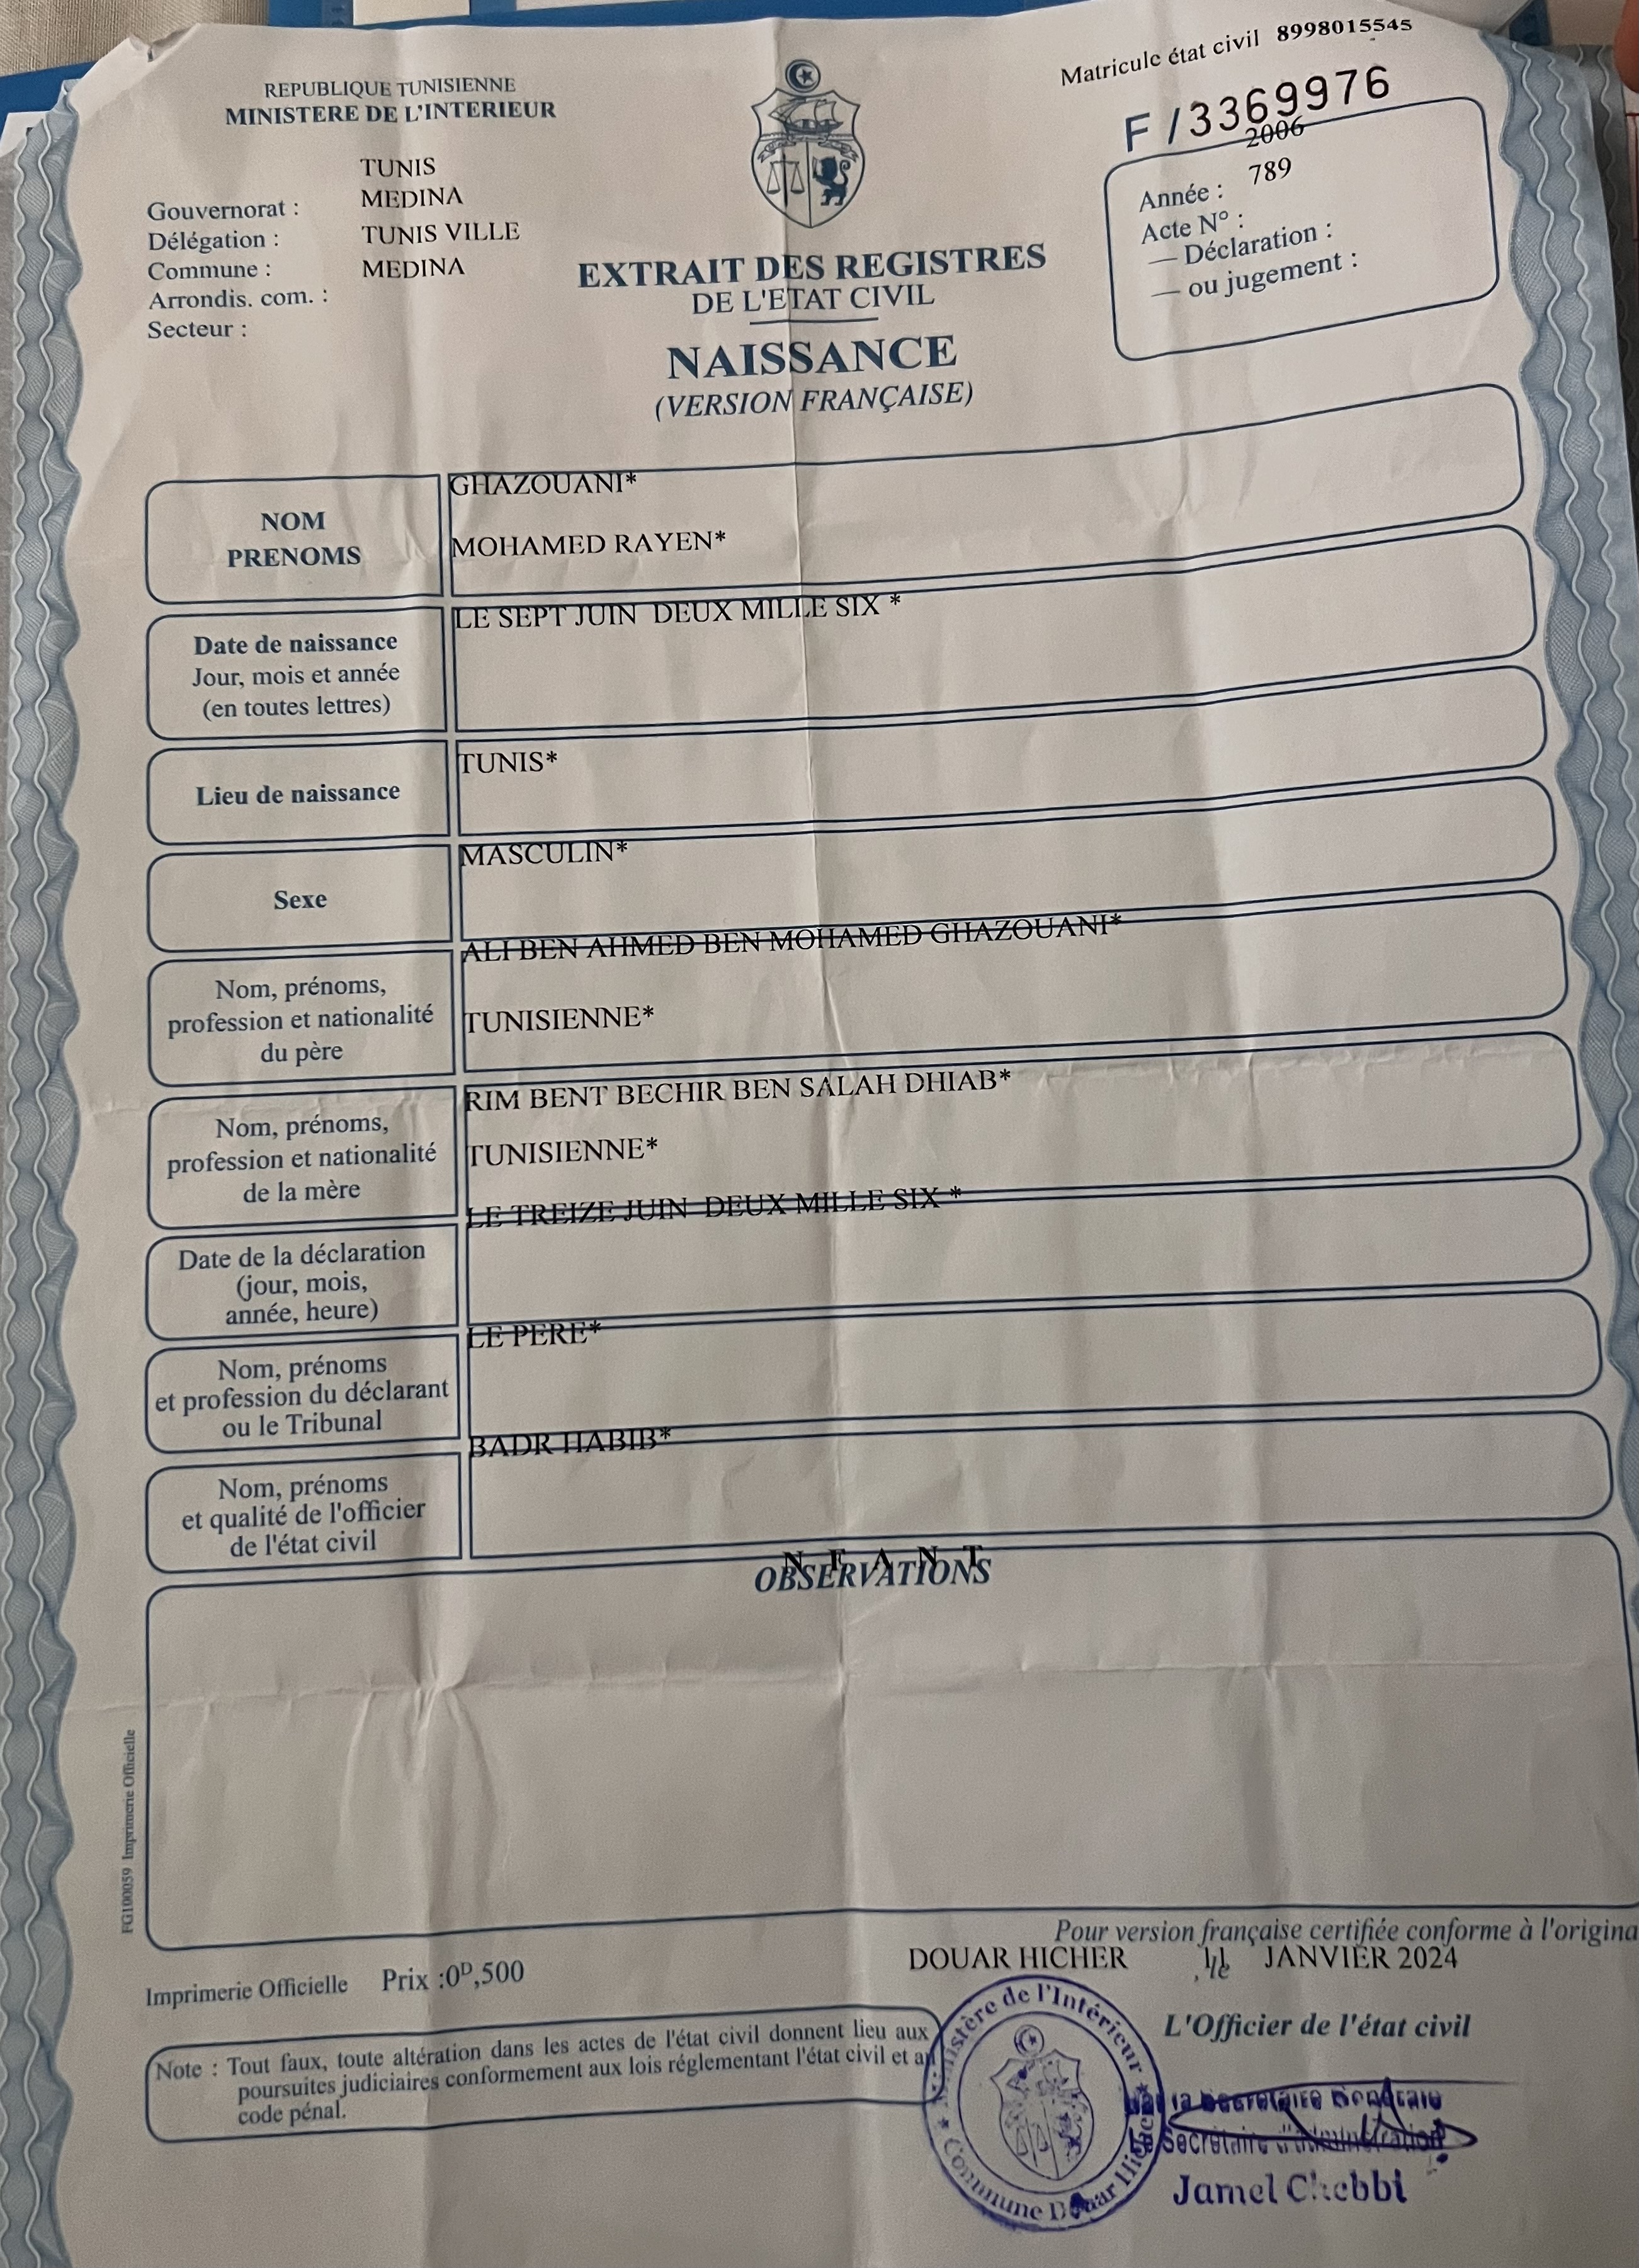 Matricule état civil 8998015545
REPUBLIQUE TUNISIENNE
MINISTERE DE L'INTERIEUR
F/3369976
2006
789
Année :
Acte N° :
— Déclaration :
— ou jugement :
TUNIS
MEDINA
Gouvernorat :
TUNIS VILLE
Délégation :
MEDINA
Commune :
Arrondis. com. :
Secteur :
EXTRAIT DES REGISTRES
DE L'ETAT CIVIL
NAISSANCE
(VERSION FRANÇAISE)
NOM
PRENOMS
GHAZOUANI*
MOHAMED RAYEN*
Date de naissance
Jour, mois et année
(en toutes lettres)
LE SEPT JUIN DEUX MILLE SIX *
Lieu de naissance
TUNIS*
Sexe
MASCULIN*
Nom, prénoms,
profession et nationalité
du père
ALI BEN AHMED BEN MOHAMED GHAZOUANI*
TUNISIENNE*
Nom, prénoms,
profession et nationalité
de la mère
RIM BENT BECHIR BEN SALAH DHIAB*
TUNISIENNE*
Date de la déclaration
(jour, mois,
année, heure)
LE TREIZE JUIN DEUX MILLE SIX *
Nom, prénoms
et profession du déclarant
ou le Tribunal
LE PERE*
Nom, prénoms
et qualité de l'officier
de l'état civil
BADR HABIB*
N E A N T
OBSERVATIONS
FG100059 Imprimerie Officielle
Pour version française certifiée conforme à l'origina
DOUAR HICHER , le 11 JANVIER 2024
Imprimerie Officielle Prix :0ᴰ,500
L'Officier de l'état civil
Note : Tout faux, toute altération dans les actes de l'état civil donnent lieu aux
poursuites judiciaires conformement aux lois réglementant l'état civil et au
code pénal.
Ministère de l'Intérieur
Commune Douar Hicher
la Secrétaire Générale
Le Secrétaire d'administration
Jamel Chebbi